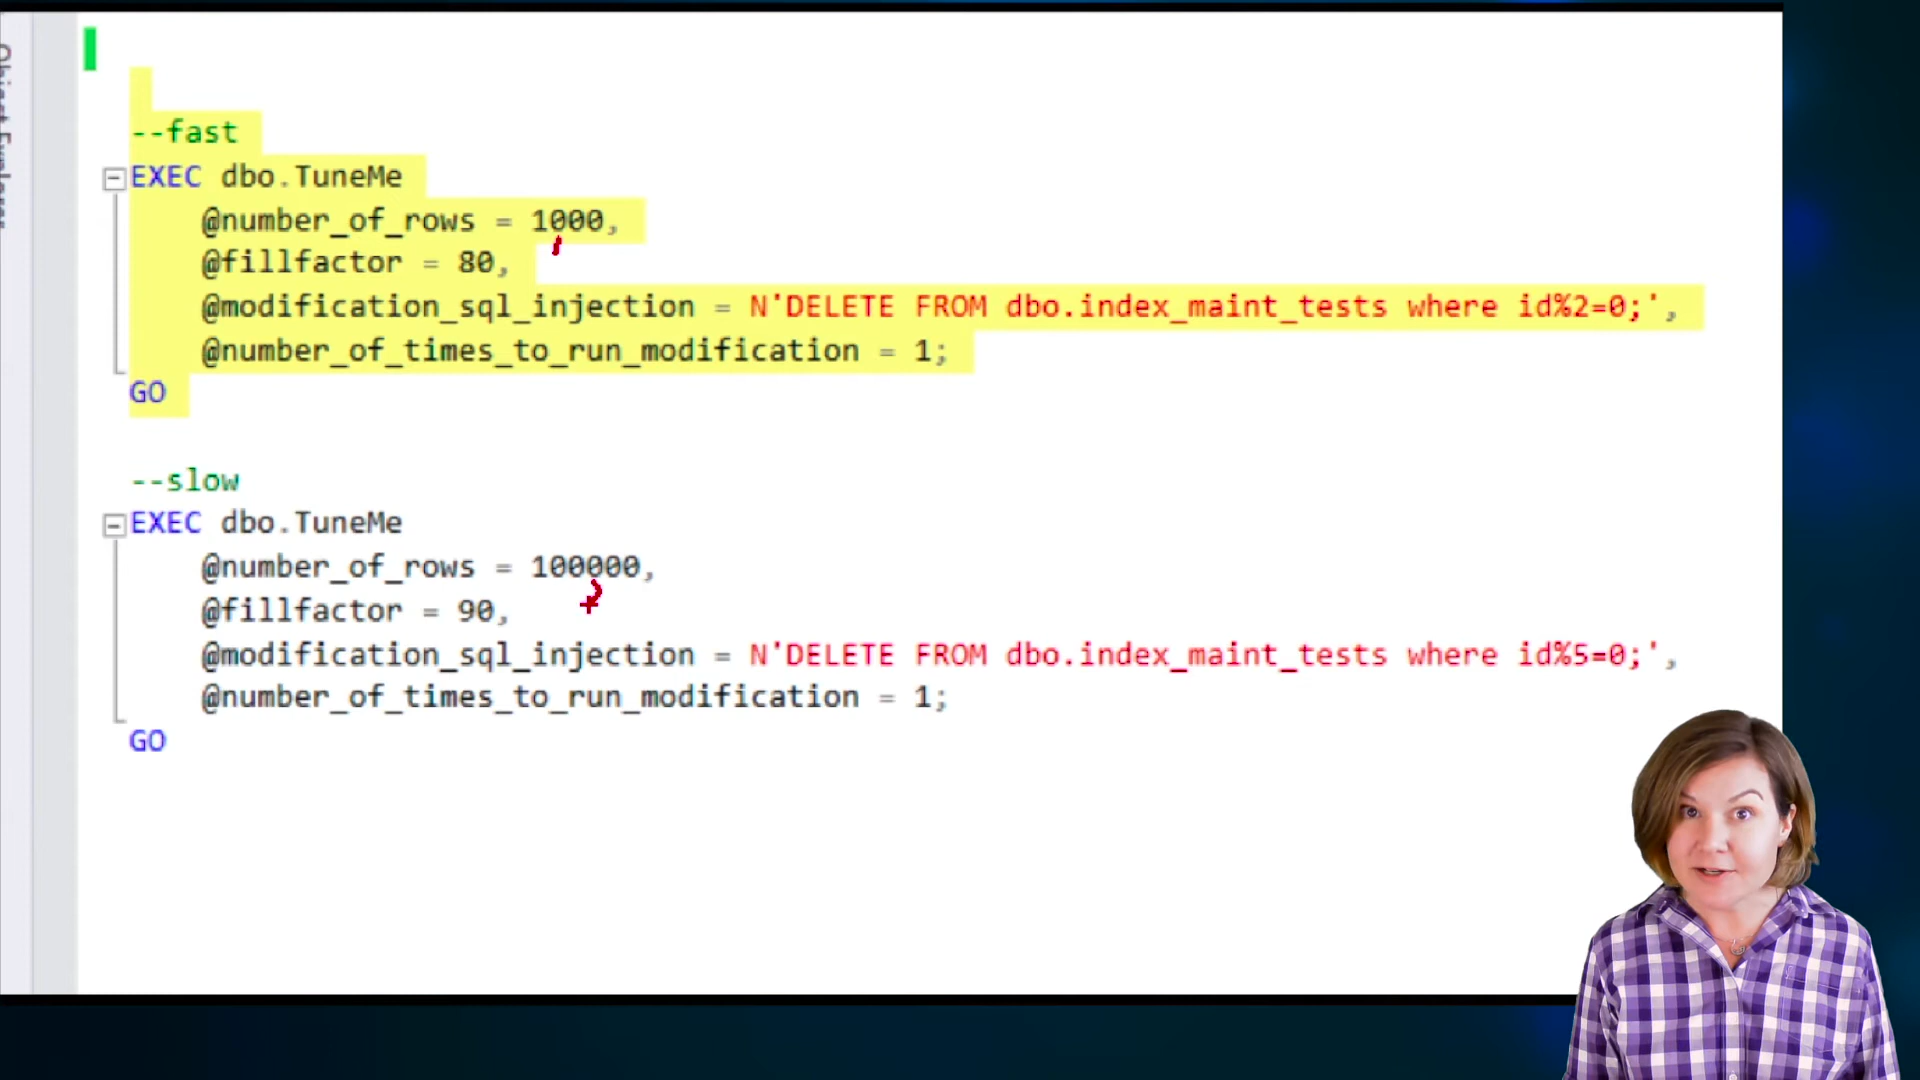 Object Explorer
--fast
EXEC dbo.TuneMe
@number_of_rows = 1000,
@fillfactor = 80,
@modification_sql_injection = N'DELETE FROM dbo.index_maint_tests where id%2=0;',
@number_of_times_to_run_modification = 1;
GO
--slow
EXEC dbo.TuneMe
@number_of_rows = 100000,
@fillfactor = 90,
@modification_sql_injection = N'DELETE FROM dbo.index_maint_tests where id%5=0;',
@number_of_times_to_run_modification = 1;
GO